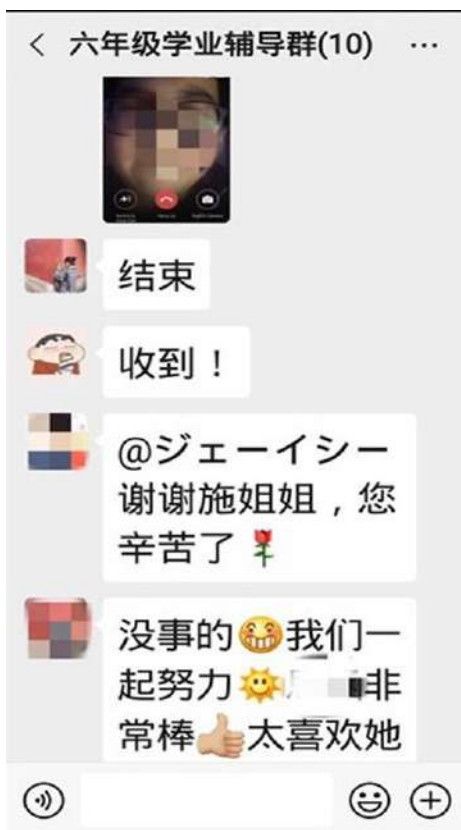 六年级学业辅导群(10)
结束
收到！
@ジェーイシー
谢谢施姐姐，您
辛苦了
没事的我们一
起努力非
常棒太喜欢她